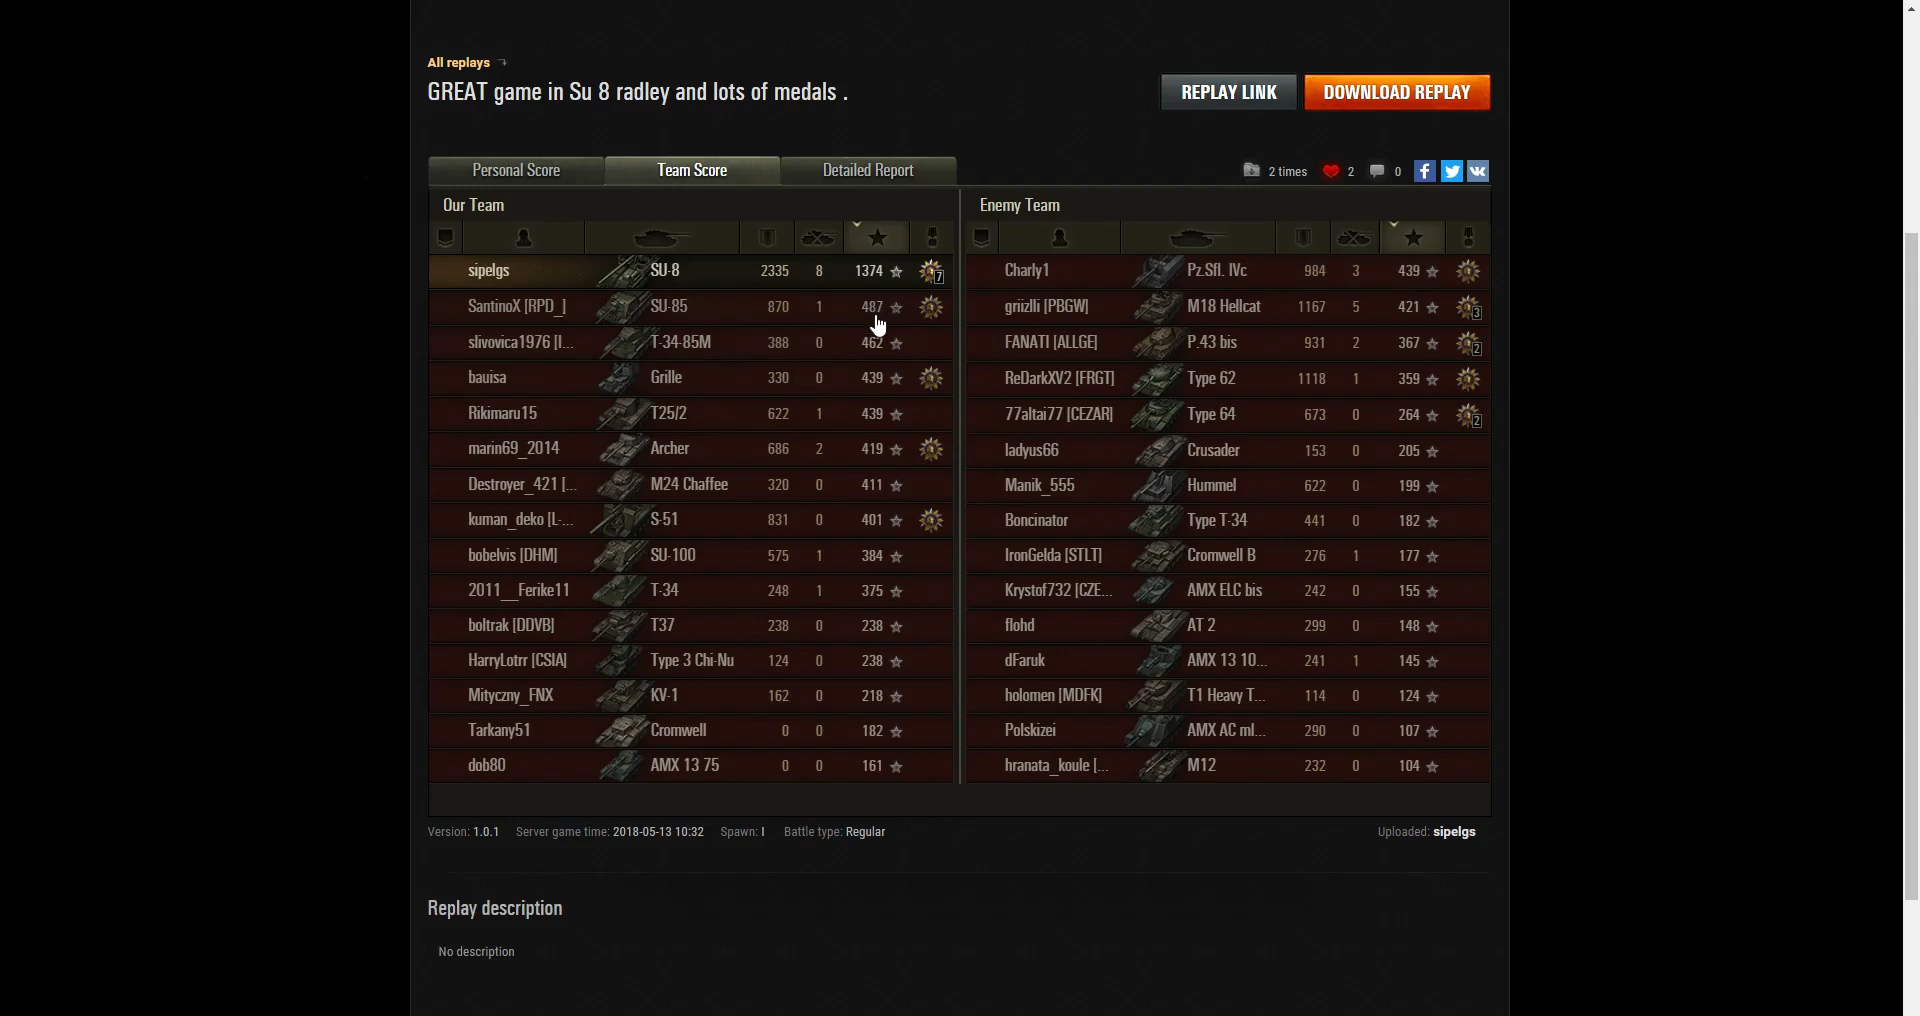 All replays
GREAT game in Su 8 radley and lots of medals .
REPLAY LINK
DOWNLOAD REPLAY
Personal Score
Team Score
Detailed Report
2 times
2
0
Our Team
sipelgs SU-8 2335 8 1374 7
SantinoX [RPD_] SU-85 870 1 487
slivovica1976 [I... T-34-85M 388 0 462
bauisa Grille 330 0 439
Rikimaru15 T25/2 622 1 439
marin69_2014 Archer 686 2 419
Destroyer_421 [... M24 Chaffee 320 0 411
kuman_deko [L-... S-51 831 0 401
bobelvis [DHM] SU-100 575 1 384
2011__Ferike11 T-34 248 1 375
boltrak [DDVB] T37 238 0 238
HarryLotrr [CSIA] Type 3 Chi-Nu 124 0 238
Mityczny_FNX KV-1 162 0 218
Tarkany51 Cromwell 0 0 182
dob80 AMX 13 75 0 0 161
Enemy Team
Charly1 Pz.Sfl. IVc 984 3 439
griizlli [PBGW] M18 Hellcat 1167 5 421 3
FANATI [ALLGE] P.43 bis 931 2 367 2
ReDarkXV2 [FRGT] Type 62 1118 1 359
77altai77 [CEZAR] Type 64 673 0 264 2
ladyus66 Crusader 153 0 205
Manik_555 Hummel 622 0 199
Boncinator Type T-34 441 0 182
IronGelda [STLT] Cromwell B 276 1 177
Krystof732 [CZE... AMX ELC bis 242 0 155
flohd AT 2 299 0 148
dFaruk AMX 13 10... 241 1 145
holomen [MDFK] T1 Heavy T... 114 0 124
Polskizei AMX AC ml... 290 0 107
hranata_koule [... M12 232 0 104
Version: 1.0.1 Server game time: 2018-05-13 10:32 Spawn: I Battle type: Regular
Uploaded: sipelgs
Replay description
No description